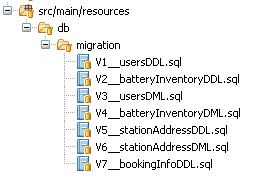 src/main/resources
db
migration
V1__usersDDL.sql
V2__batteryInventoryDDL.sql
V3__usersDML.sql
V4__batteryInventoryDML.sql
V5__stationAddressDDL.sql
V6__stationAddressDML.sql
V7__bookingInfoDDL.sql